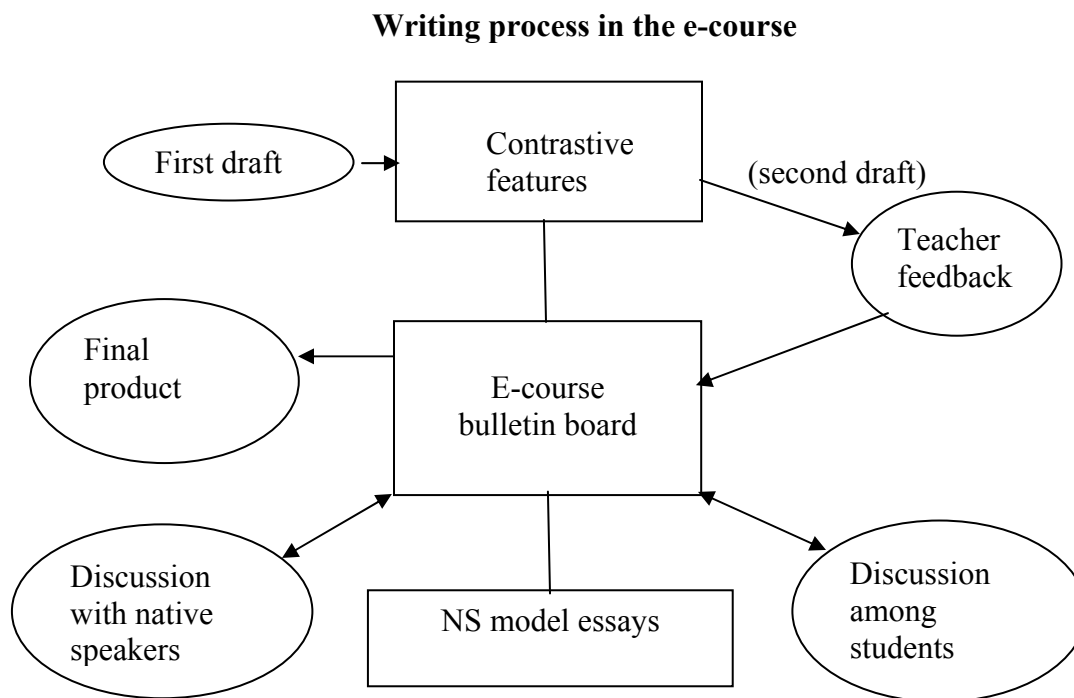 Writing process in the e-course
First draft
Contrastive
features
(second draft)
Teacher
feedback
Final
product
E-course
bulletin board
Discussion
with native
speakers
NS model essays
Discussion
among
students